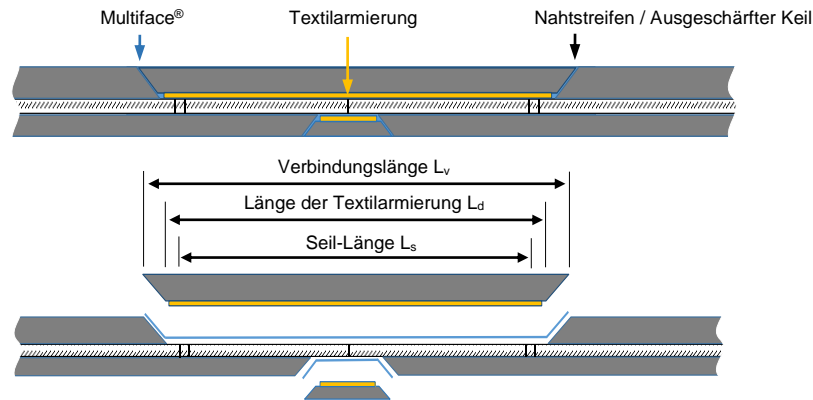 Multiface®
Textilarmierung
Nahtstreifen / Ausgeschärfter Keil
Verbindungslänge Lv
Länge der Textilarmierung Ld
Seil-Länge Ls